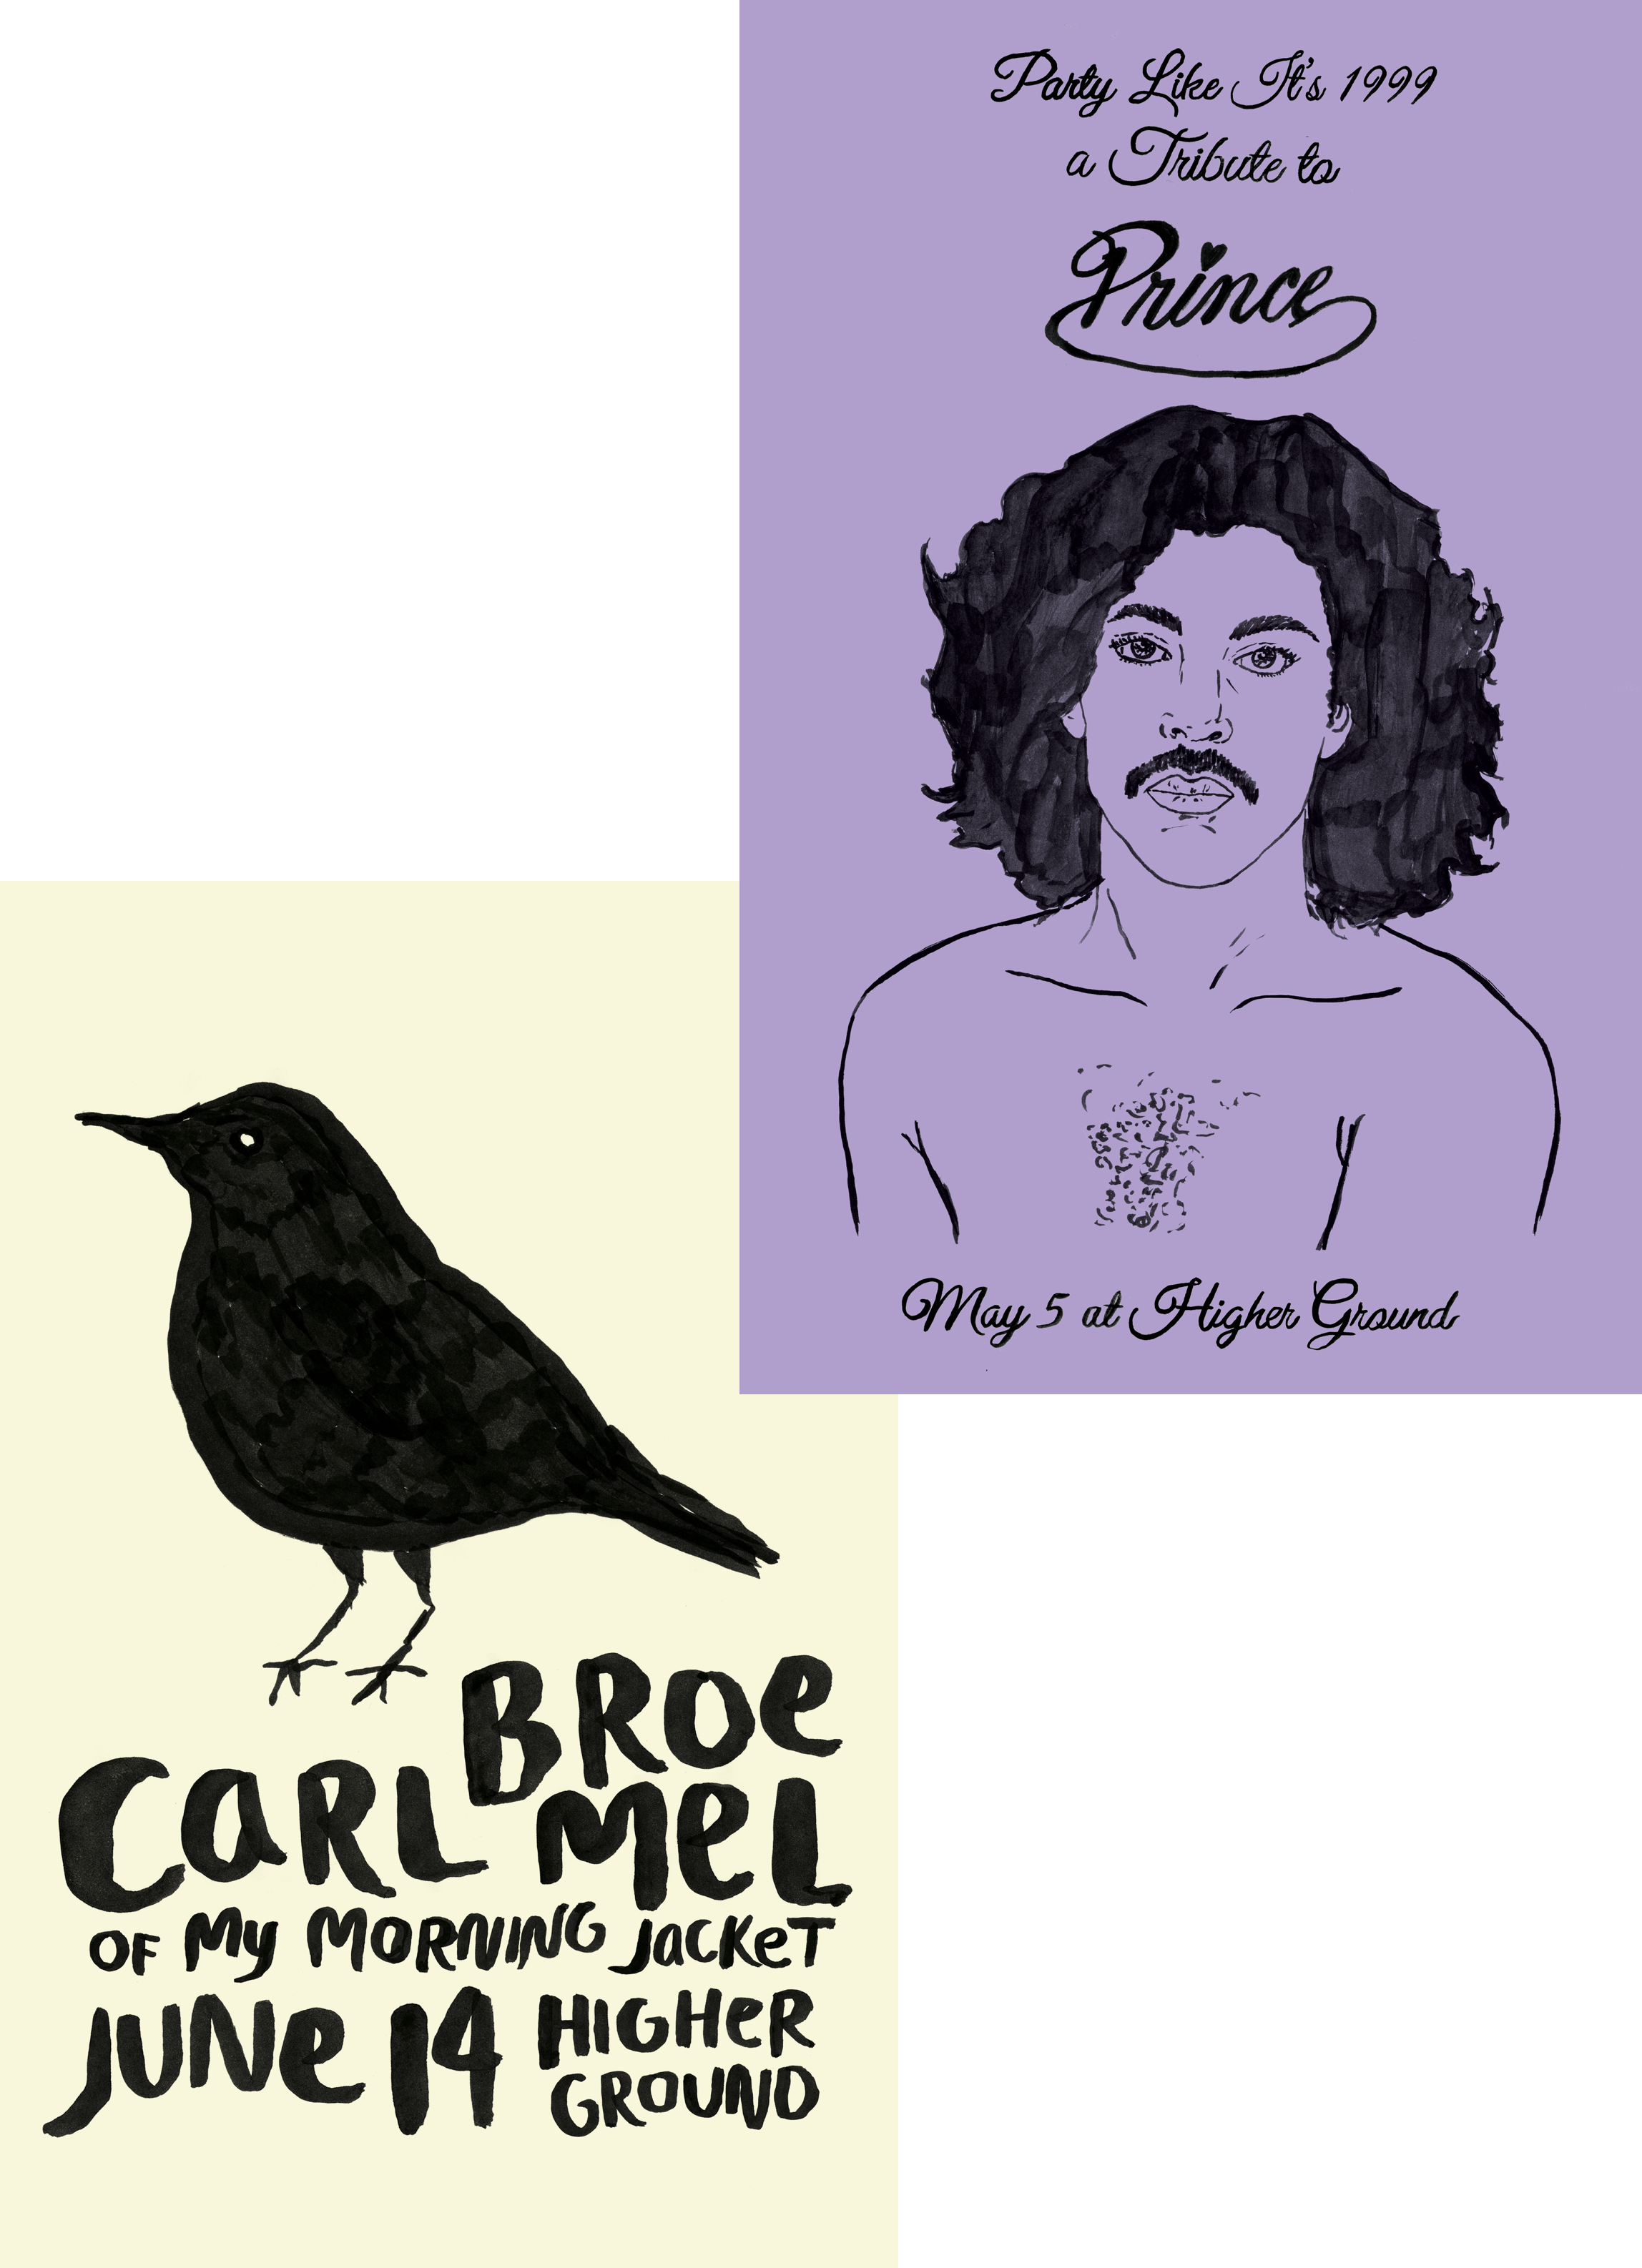 Party Like It's 1999
a Tribute to
Prince
May 5 at Higher Ground
CARL BROe
MeL
OF My MORNING JacKeT
JUNe 14 HIGHeR
GROUND